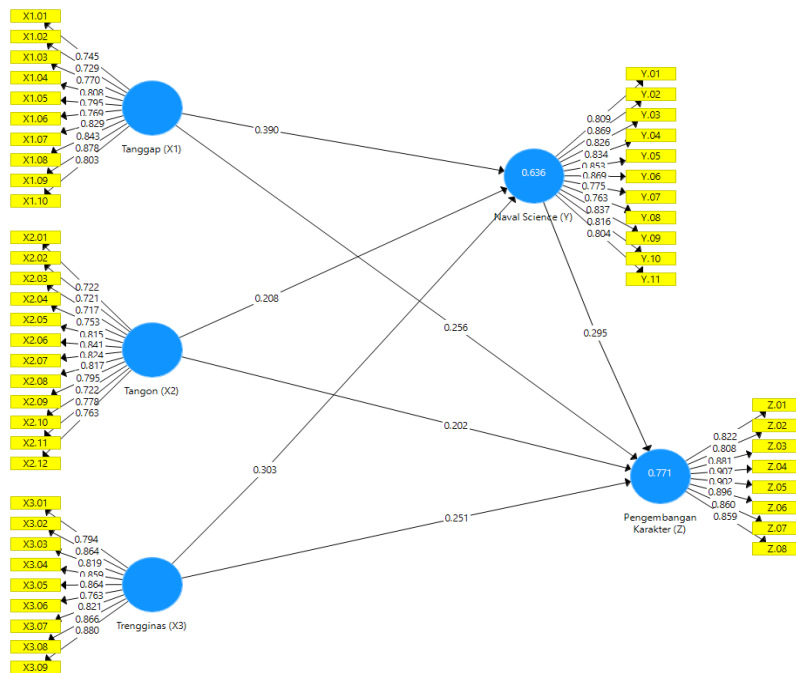 X1.01
X1.02
X1.03
X1.04
X1.05
X1.06
X1.07
X1.08
X1.09
X1.10
0.745
0.729
0.770
0.808
0.795
0.769
0.829
0.843
0.878
0.803
Tanggap (X1)
X2.01
X2.02
X2.03
X2.04
X2.05
X2.06
X2.07
X2.08
X2.09
X2.10
X2.11
X2.12
0.722
0.721
0.717
0.753
0.815
0.841
0.824
0.817
0.795
0.722
0.778
0.763
Tangon (X2)
X3.01
X3.02
X3.03
X3.04
X3.05
X3.06
X3.07
X3.08
X3.09
0.794
0.864
0.819
0.859
0.864
0.763
0.821
0.866
0.880
Trengginas (X3)
0.390
0.208
0.303
0.256
0.202
0.251
0.295
0.636
Naval Science (Y)
0.809
0.869
0.826
0.834
0.853
0.869
0.775
0.763
0.837
0.816
0.804
Y.01
Y.02
Y.03
Y.04
Y.05
Y.06
Y.07
Y.08
Y.09
Y.10
Y.11
0.771
Pengembangan
Karakter (Z)
0.822
0.808
0.881
0.907
0.902
0.896
0.860
0.859
Z.01
Z.02
Z.03
Z.04
Z.05
Z.06
Z.07
Z.08